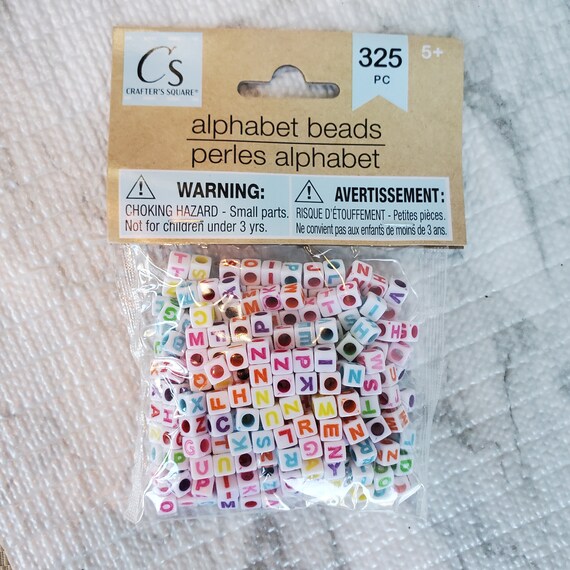 Cs
CRAFTER'S SQUARE®
325
PC
5+
alphabet beads
perles alphabet
WARNING:
CHOKING HAZARD - Small parts.
Not for children under 3 yrs.
AVERTISSEMENT:
RISQUE D'ÉTOUFFEMENT - Petites pièces.
Ne convient pas aux enfants de moins de 3 ans.